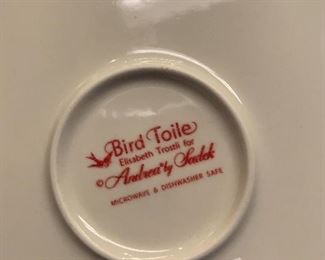 Bird Toile
Elisabeth Trostli for
© Andrea by Sadek
MICROWAVE & DISHWASHER SAFE